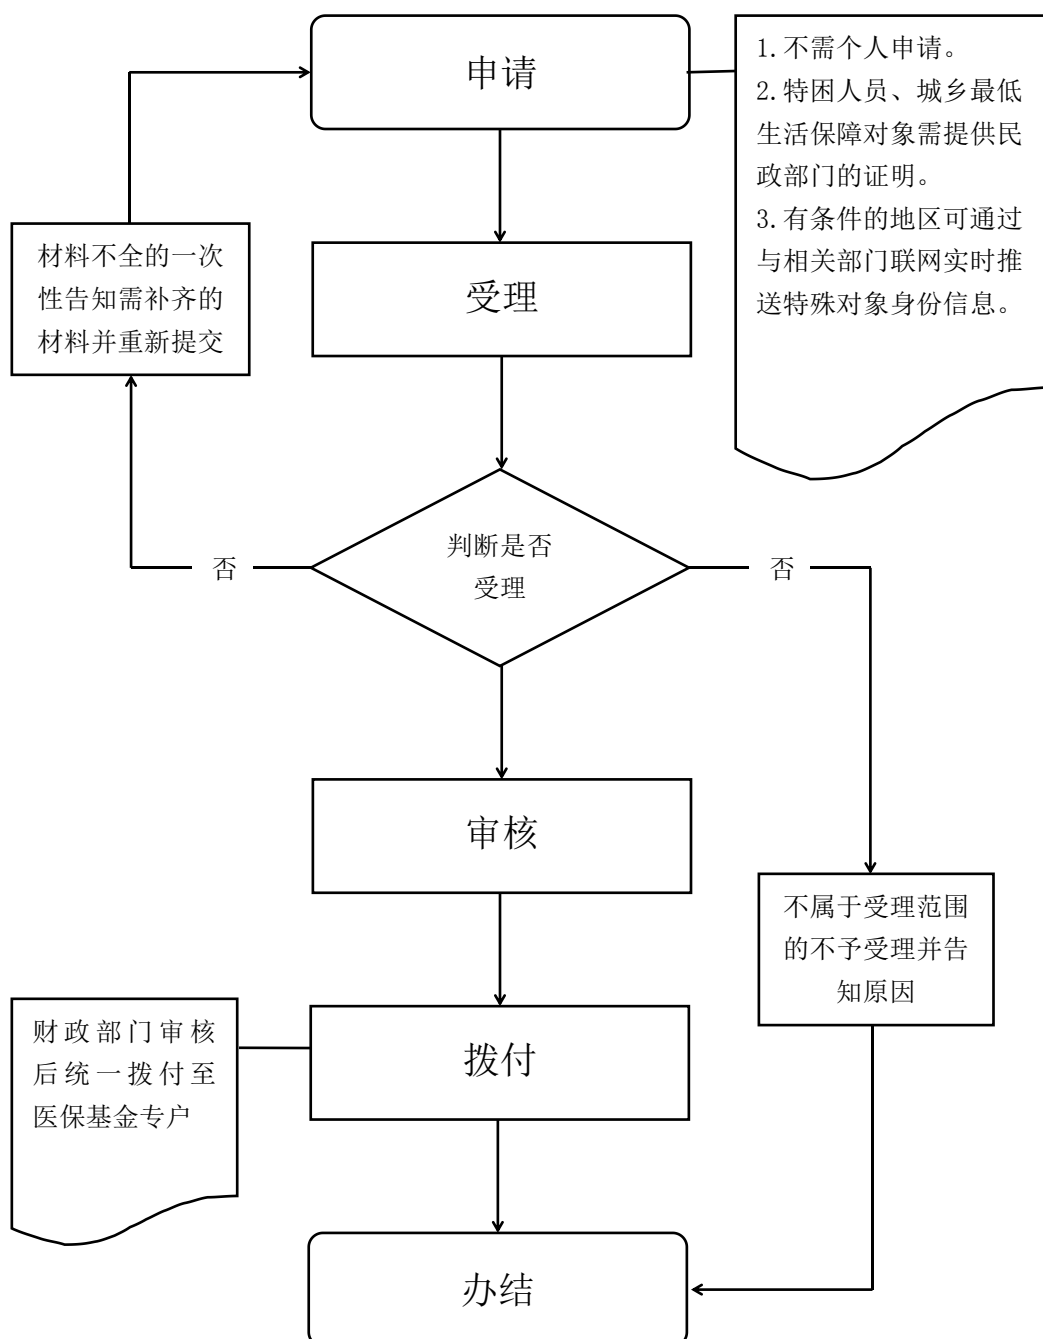 申请
1.不需个人申请。
2.特困人员、城乡最低
生活保障对象需提供民
政部门的证明。
3.有条件的地区可通过
与相关部门联网实时推
送特殊对象身份信息。
材料不全的一次
性告知需补齐的
材料并重新提交
受理
判断是否
受理
否
否
审核
不属于受理范围
的不予受理并告
知原因
财政部门审核
后统一拨付至
医保基金专户
拨付
办结